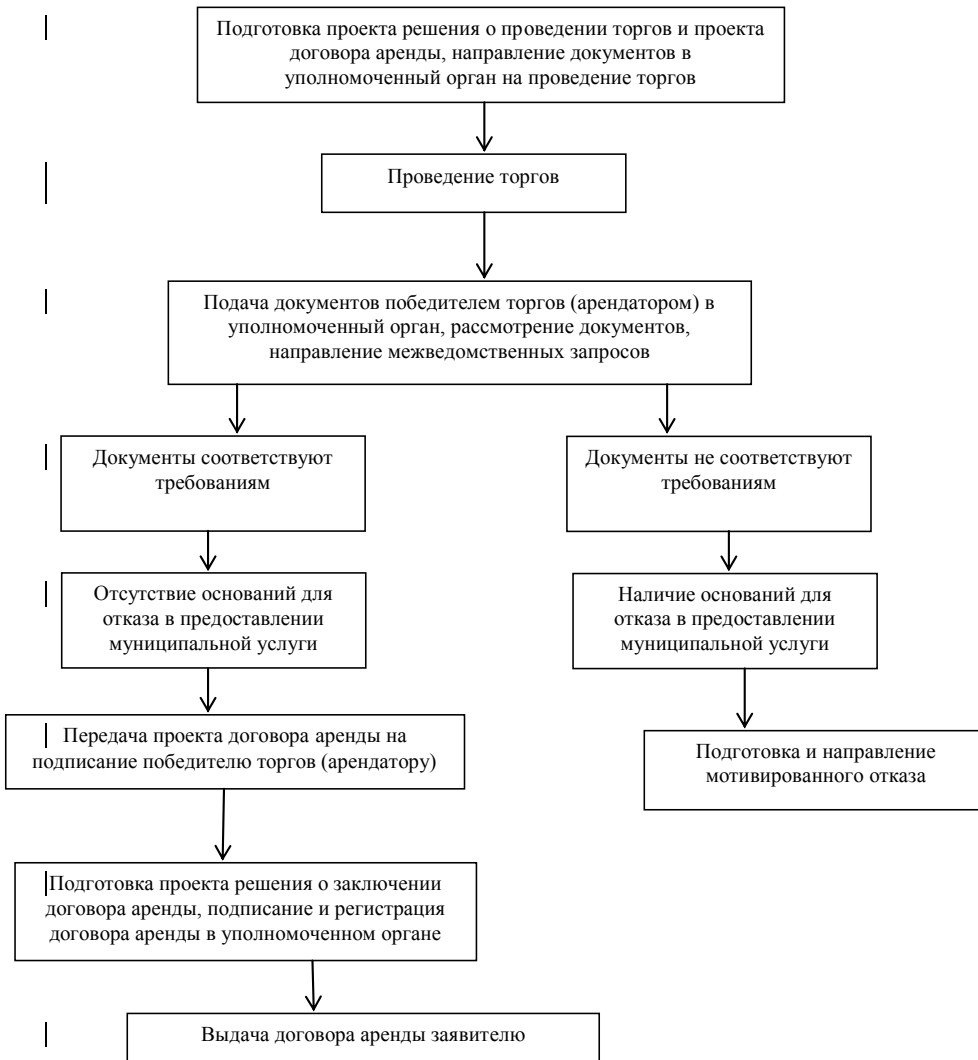 Подготовка проекта решения о проведении торгов и проекта
договора аренды, направление документов в
уполномоченный орган на проведение торгов
Проведение торгов
Подача документов победителем торгов (арендатором) в
уполномоченный орган, рассмотрение документов,
направление межведомственных запросов
Документы соответствуют
требованиям
Документы не соответствуют
требованиям
Отсутствие оснований для
отказа в предоставлении
муниципальной услуги
Наличие оснований для
отказа в предоставлении
муниципальной услуги
Передача проекта договора аренды на
подписание победителю торгов (арендатору)
Подготовка и направление
мотивированного отказа
Подготовка проекта решения о заключении
договора аренды, подписание и регистрация
договора аренды в уполномоченном органе
Выдача договора аренды заявителю